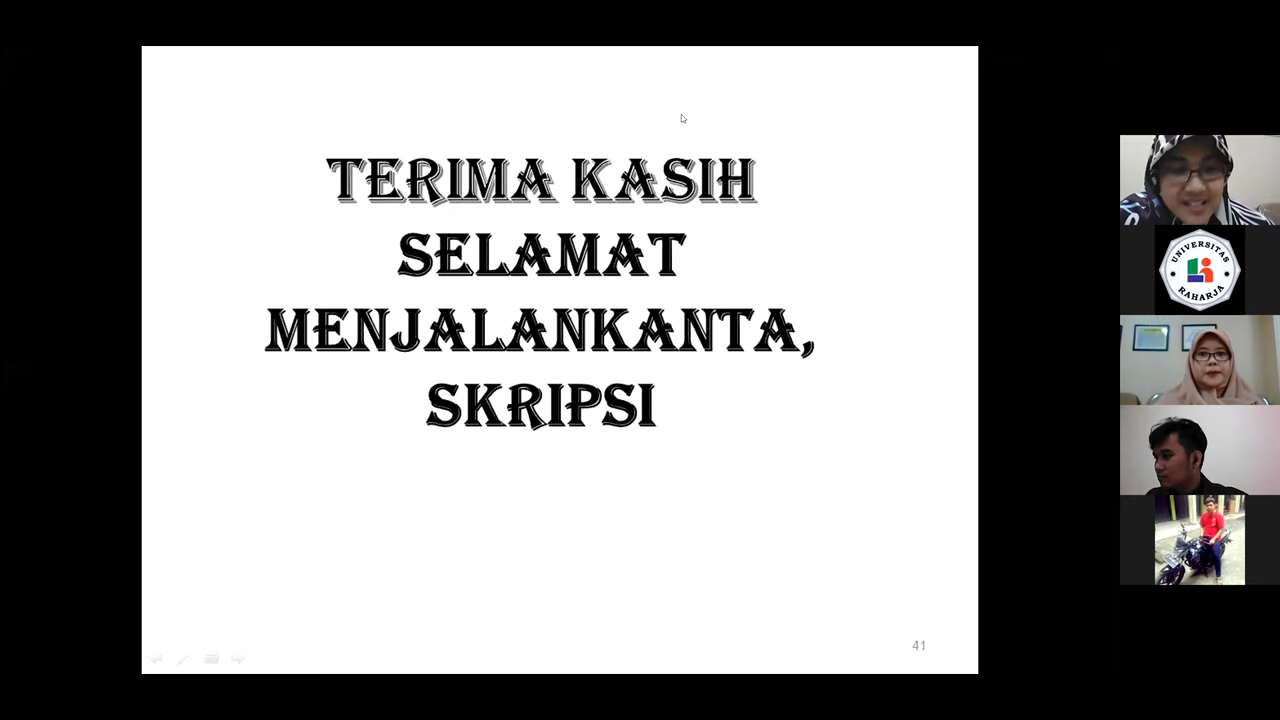 TERIMA KASIH
SELAMAT
MENJALANKANTA,
SKRIPSI
41
UNIVERSITAS
RAHARJA